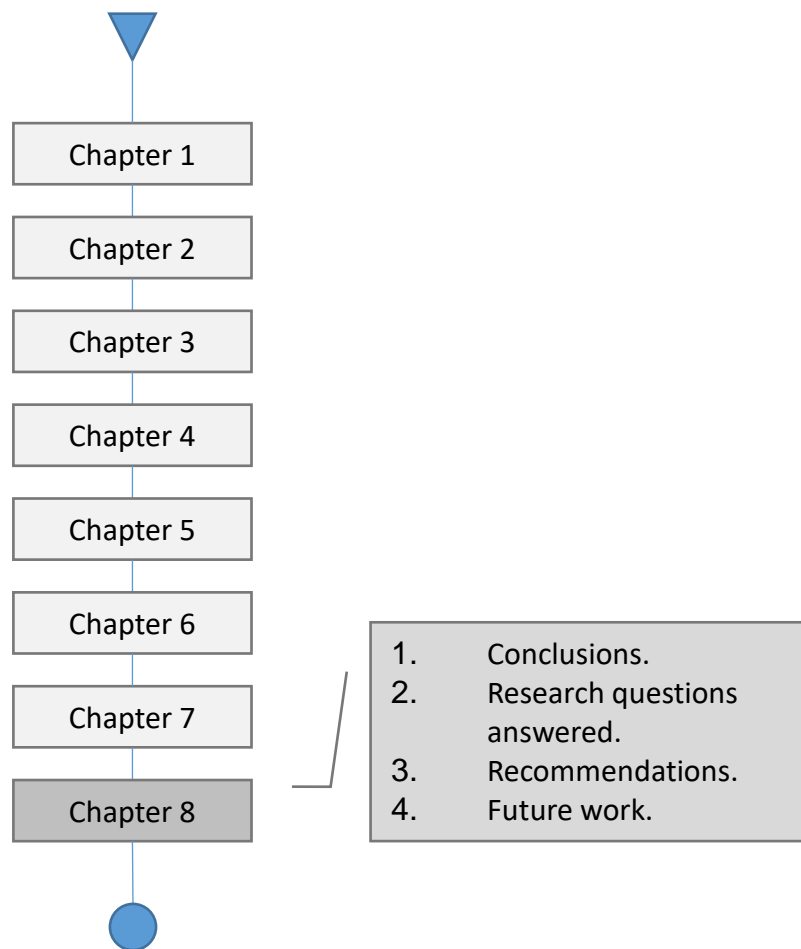 Chapter 1
Chapter 2
Chapter 3
Chapter 4
Chapter 5
Chapter 6
Chapter 7
Chapter 8
1. Conclusions.
2. Research questions
answered.
3. Recommendations.
4. Future work.